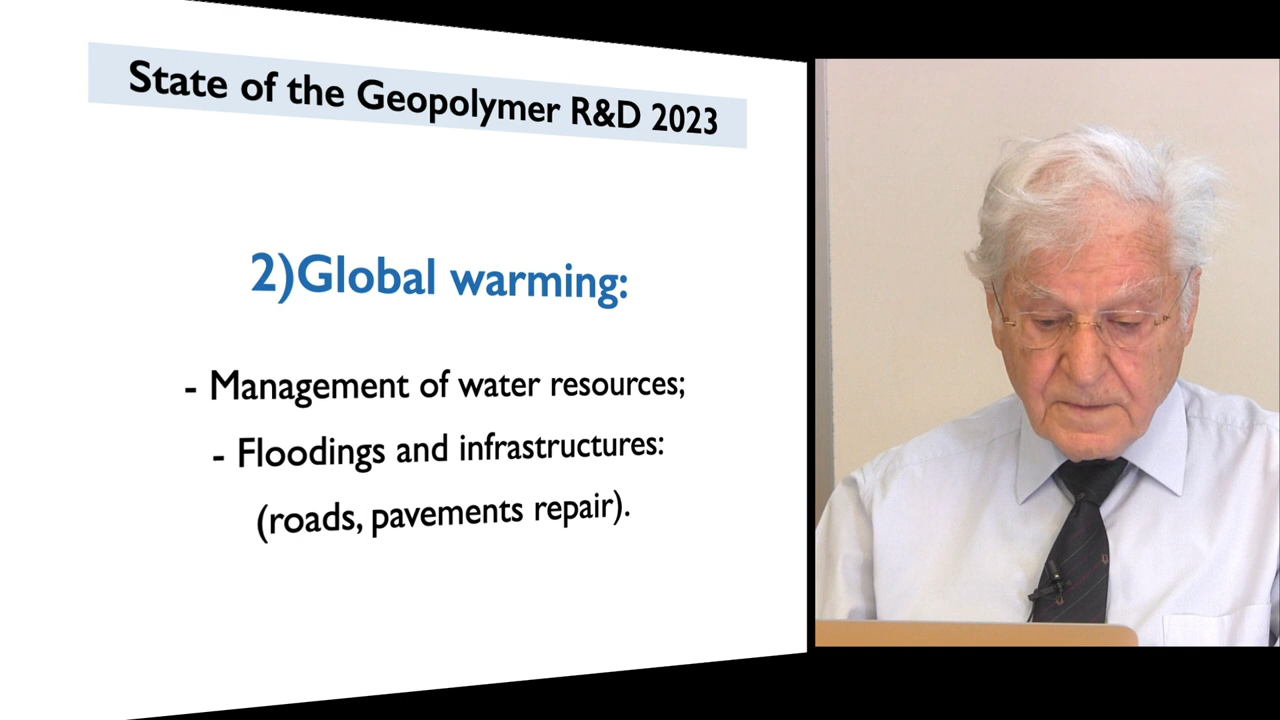 State of the Geopolymer R&D 2023
2)Global warming:
- Management of water resources;
- Floodings and infrastructures:
(roads, pavements repair).